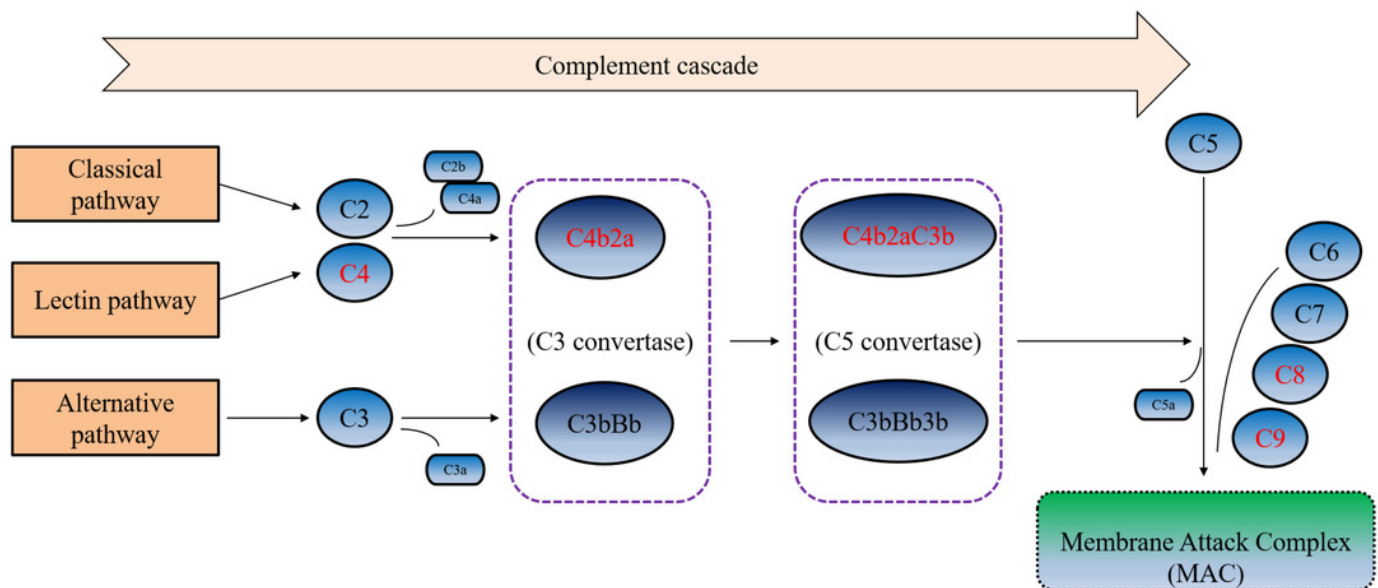 Complement cascade
Classical
pathway
Lectin pathway
Alternative
pathway
C2
C4
C2b
C4a
C3
C3a
C4b2a
(C3 convertase)
C3bBb
C4b2aC3b
(C5 convertase)
C3bBb3b
C5
C5a
C6
C7
C8
C9
Membrane Attack Complex
(MAC)